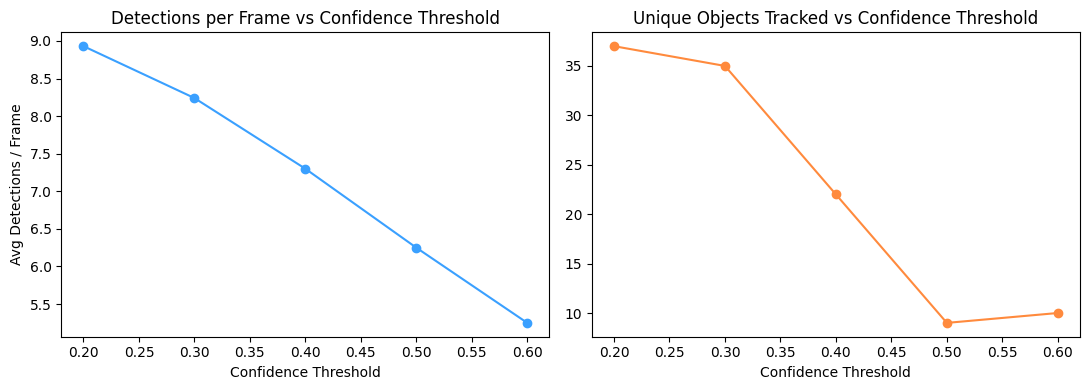 Detections per Frame vs Confidence Threshold
Avg Detections / Frame
9.0
8.5
8.0
7.5
7.0
6.5
6.0
5.5
0.20 0.25 0.30 0.35 0.40 0.45 0.50 0.55 0.60
Confidence Threshold
Unique Objects Tracked vs Confidence Threshold
35
30
25
20
15
10
0.20 0.25 0.30 0.35 0.40 0.45 0.50 0.55 0.60
Confidence Threshold